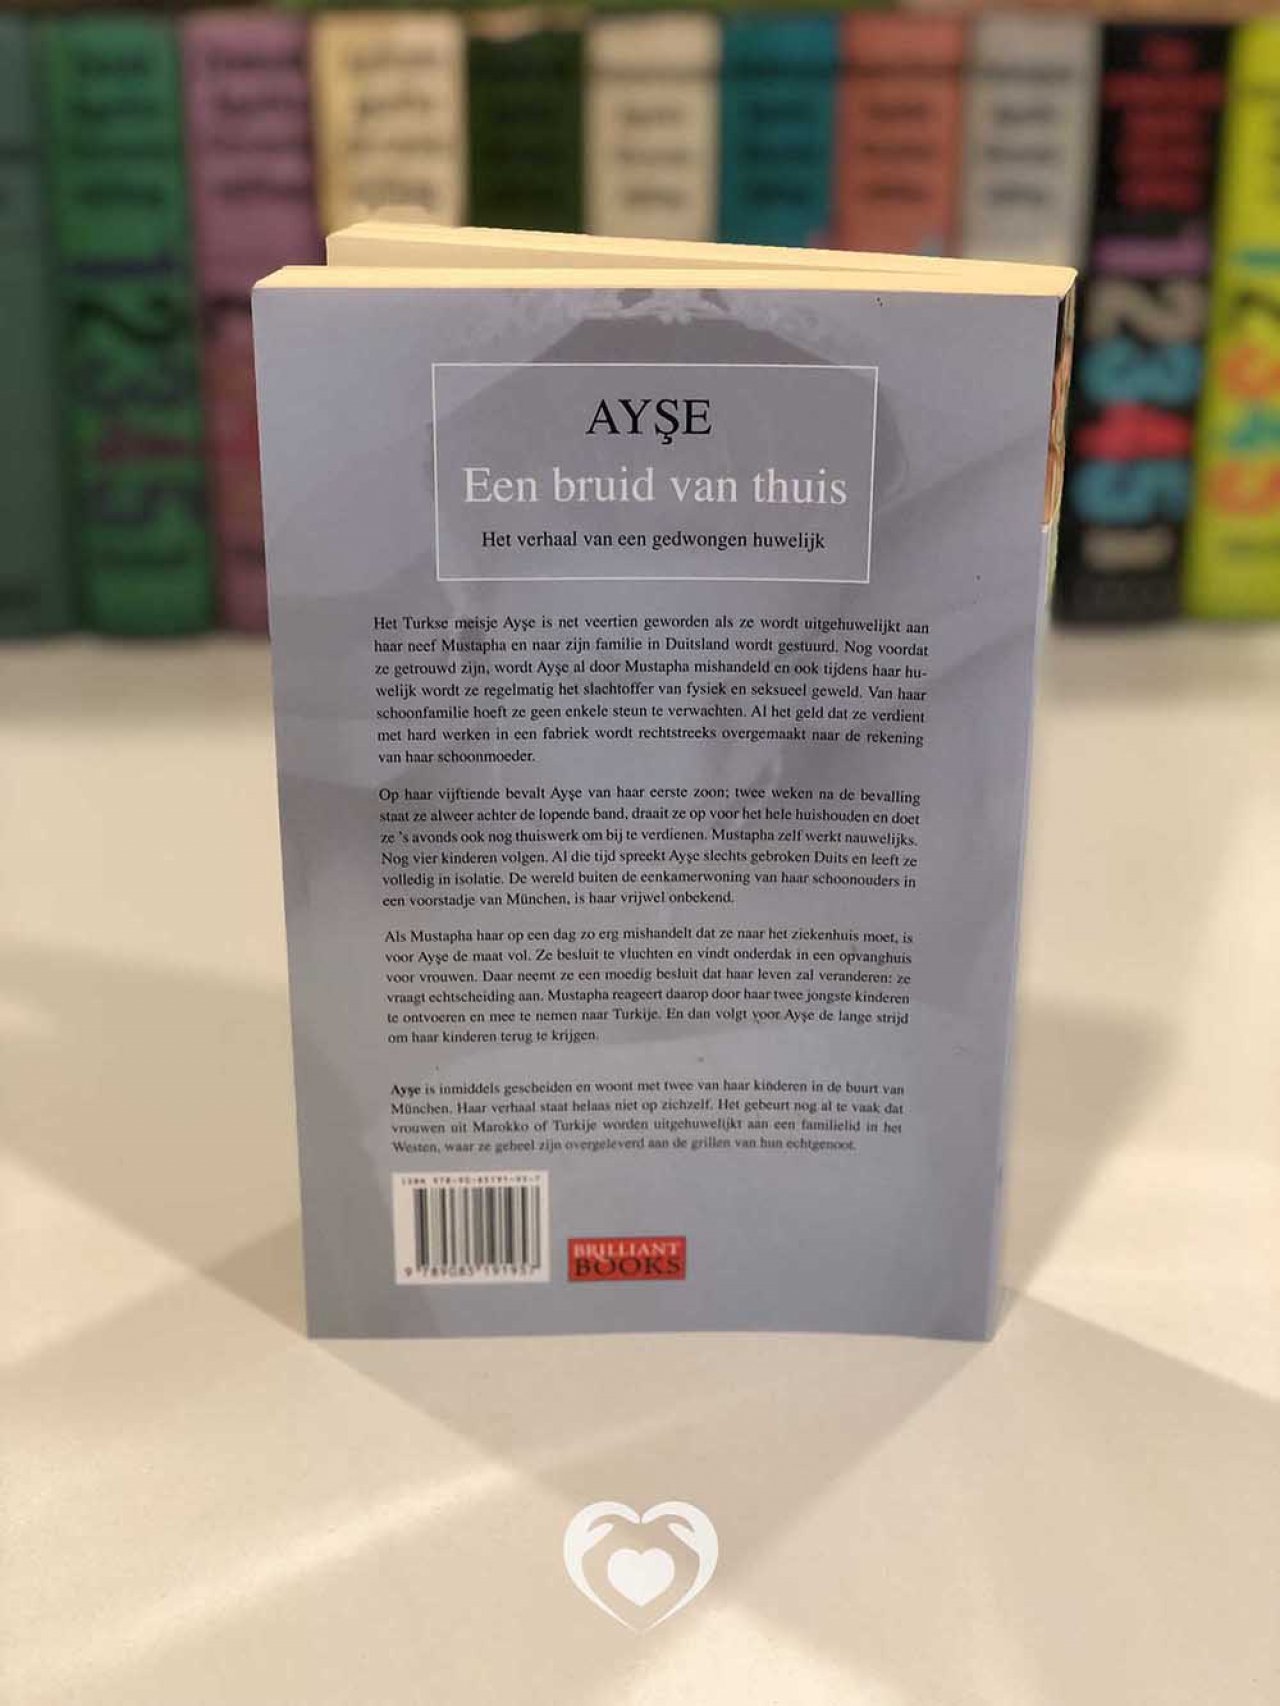 AYŞE
Een bruid van thuis
Het verhaal van een gedwongen huwelijk
Het Turkse meisje Ayşe is net veertien geworden als ze wordt uitgehuwelijkt aan
haar neef Mustapha en naar zijn familie in Duitsland wordt gestuurd. Nog voordat
ze getrouwd zijn, wordt Ayşe al door Mustapha mishandeld en ook tijdens haar hu-
welijk wordt ze regelmatig het slachtoffer van fysiek en seksueel geweld. Van haar
schoonfamilie hoeft ze geen enkele steun te verwachten. Al het geld dat ze verdient
met hard werken in een fabriek wordt rechtstreeks overgemaakt naar de rekening
van haar schoonmoeder.
Op haar vijftiende bevalt Ayşe van haar eerste zoon; twee weken na de bevalling
staat ze alweer achter de lopende band, draait ze op voor het hele huishouden en doet
ze 's avonds ook nog thuiswerk om bij te verdienen. Mustapha zelf werkt nauwelijks.
Nog vier kinderen volgen. Al die tijd spreekt Ayşe slechts gebroken Duits en leeft ze
volledig in isolatie. De wereld buiten de eenkamerwoning van haar schoonouders in
een voorstadje van München, is haar vrijwel onbekend.
Als Mustapha haar op een dag zo erg mishandelt dat ze naar het ziekenhuis moet, is
voor Ayşe de maat vol. Ze besluit te vluchten en vindt onderdak in een opvanghuis
voor vrouwen. Daar neemt ze een moedig besluit dat haar leven zal veranderen: ze
vraagt echtscheiding aan. Mustapha reageert daarop door haar twee jongste kinderen
te ontvoeren en mee te nemen naar Turkije. En dan volgt voor Ayşe de lange strijd
om haar kinderen terug te krijgen.
Ayşe is inmiddels gescheiden en woont met twee van haar kinderen in de buurt van
München. Haar verhaal staat helaas niet op zichzelf. Het gebeurt nog al te vaak dat
vrouwen uit Marokko of Turkije worden uitgehuwelijkt aan een familielid in het
Westen, waar ze geheel zijn overgeleverd aan de grillen van hun echtgenoot.
9 789085 191957
BRILLIANT
BOOKS